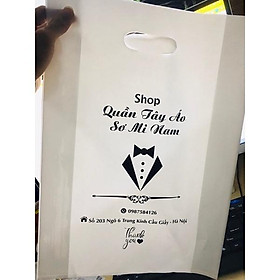 Shop
Quần Tây Áo
Sơ Mi Nam
0987584126
Số 203 Ngõ 6 Trung Kính Cầu Giấy - Hà Nội
Thank
you